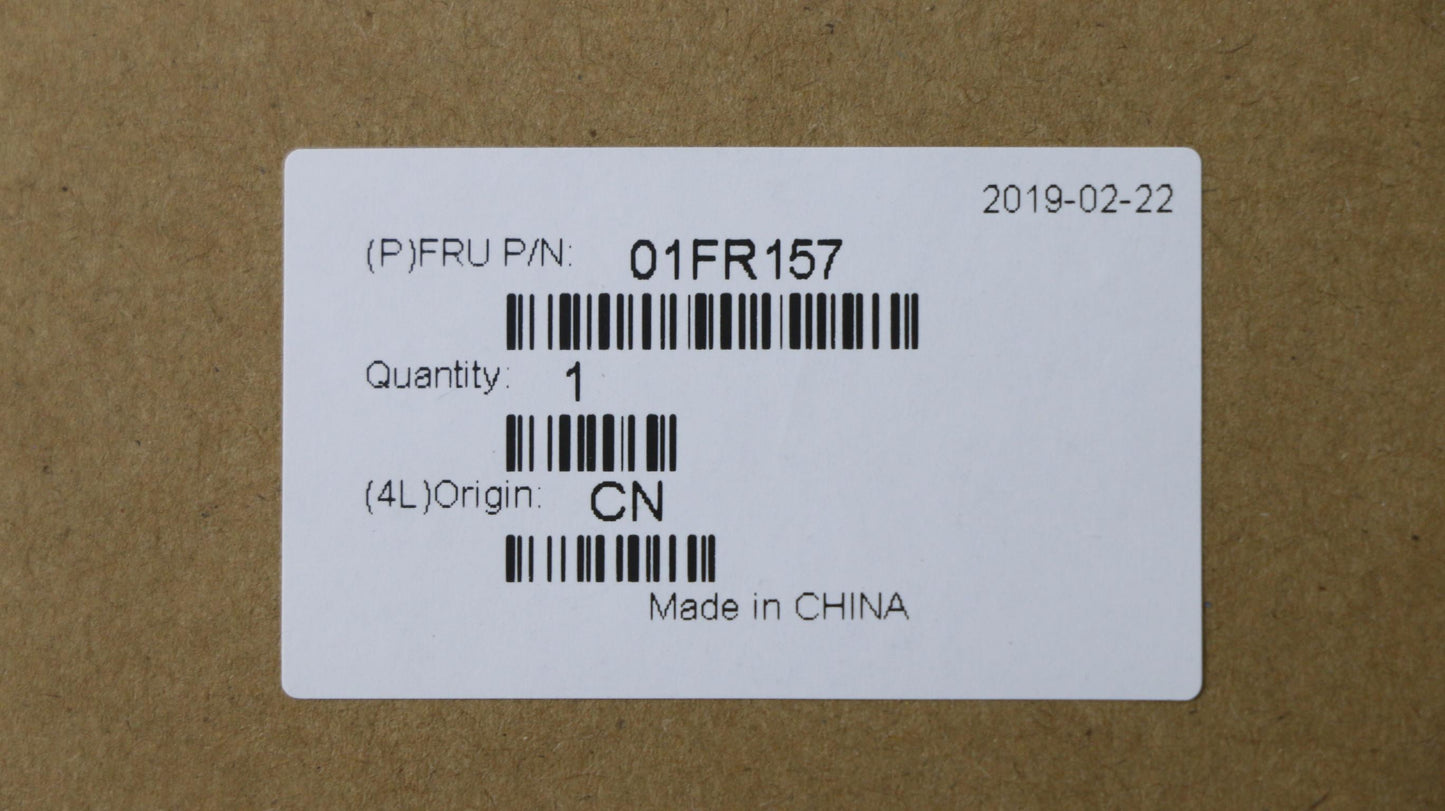 2019-02-22
(P)FRU P/N: 01FR157
Quantity: 1
(4L)Origin: CN
Made in CHINA